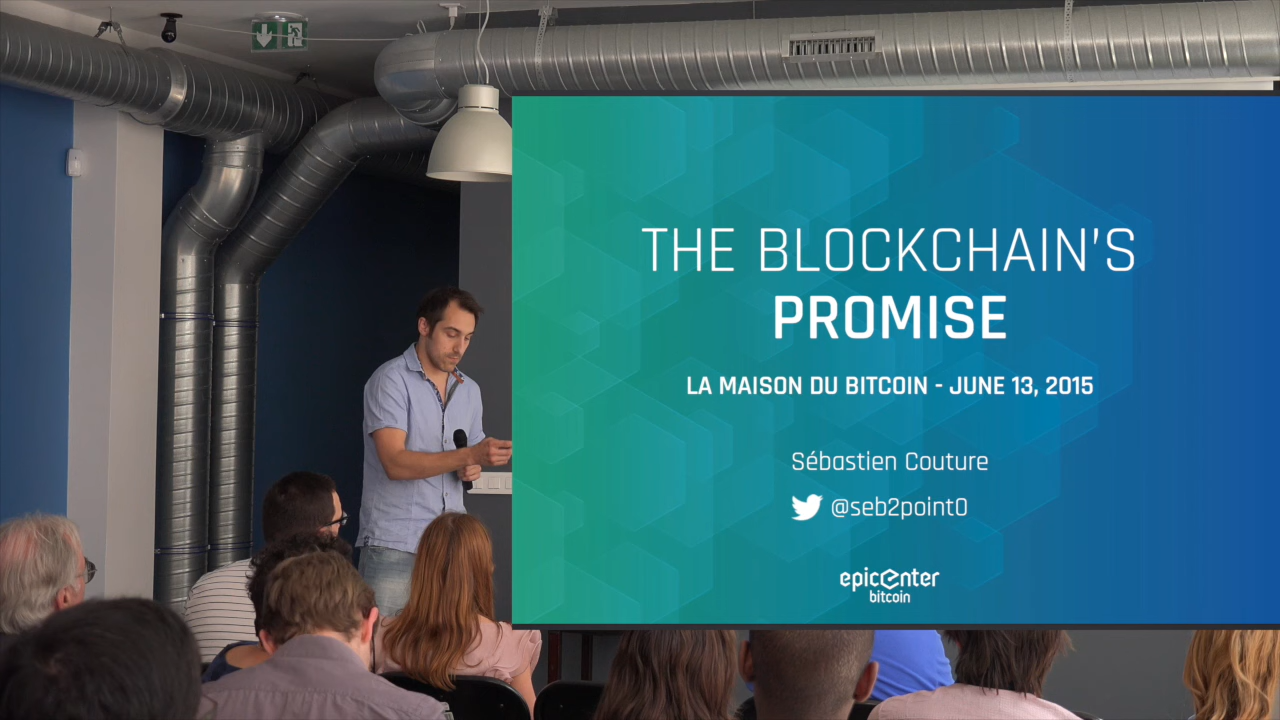 THE BLOCKCHAIN'S
PROMISE
LA MAISON DU BITCOIN - JUNE 13, 2015
Sébastien Couture
@seb2point0
epicenter
bitcoin